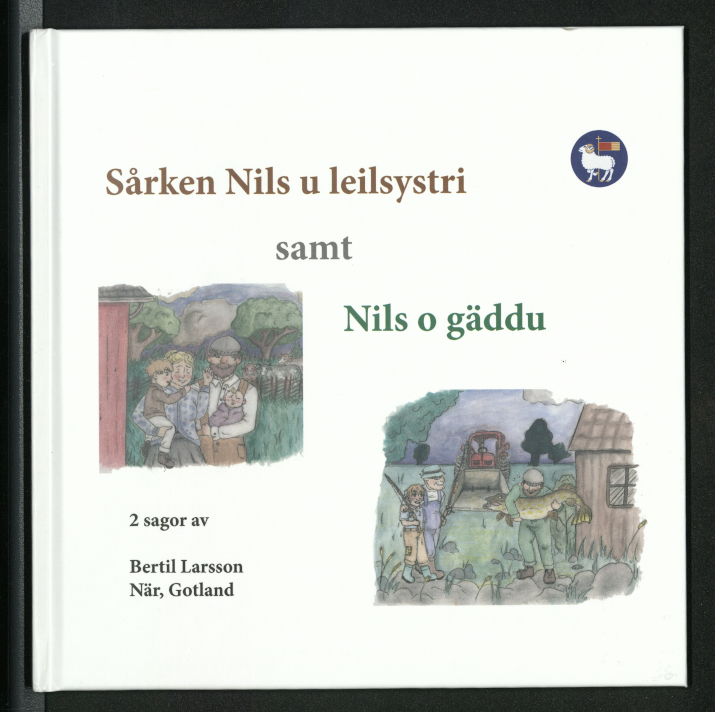 Sårken Nils u leilsystri
samt
Nils o gäddu
2 sagor av
Bertil Larsson
När, Gotland